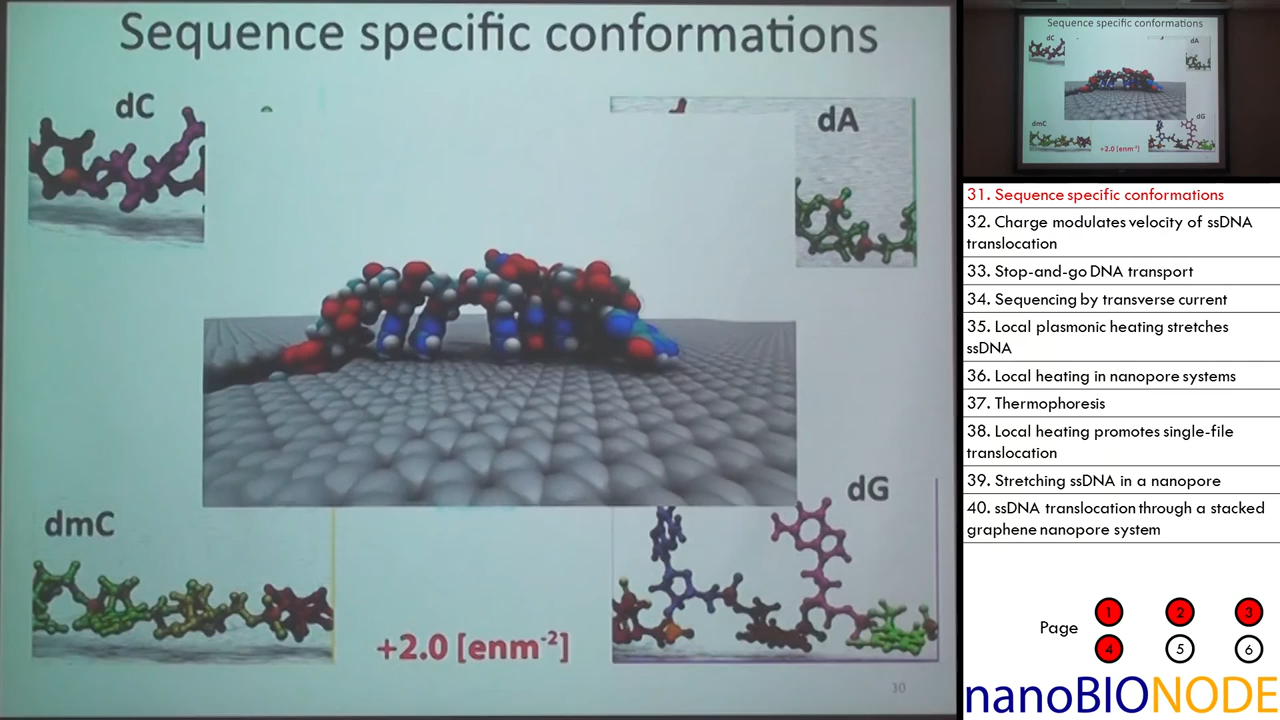 Sequence specific conformations
dC
dA
dmC
dG
+2.0 [enm⁻²]
30
Sequence specific conformations
dC
dA
dmC
dG
+2.0 [enm⁻²]
31. Sequence specific conformations
32. Charge modulates velocity of ssDNA
translocation
33. Stop-and-go DNA transport
34. Sequencing by transverse current
35. Local plasmonic heating stretches
ssDNA
36. Local heating in nanopore systems
37. Thermophoresis
38. Local heating promotes single-file
translocation
39. Stretching ssDNA in a nanopore
40. ssDNA translocation through a stacked
graphene nanopore system
Page
1 2 3
4 5 6
nanoBIONODE